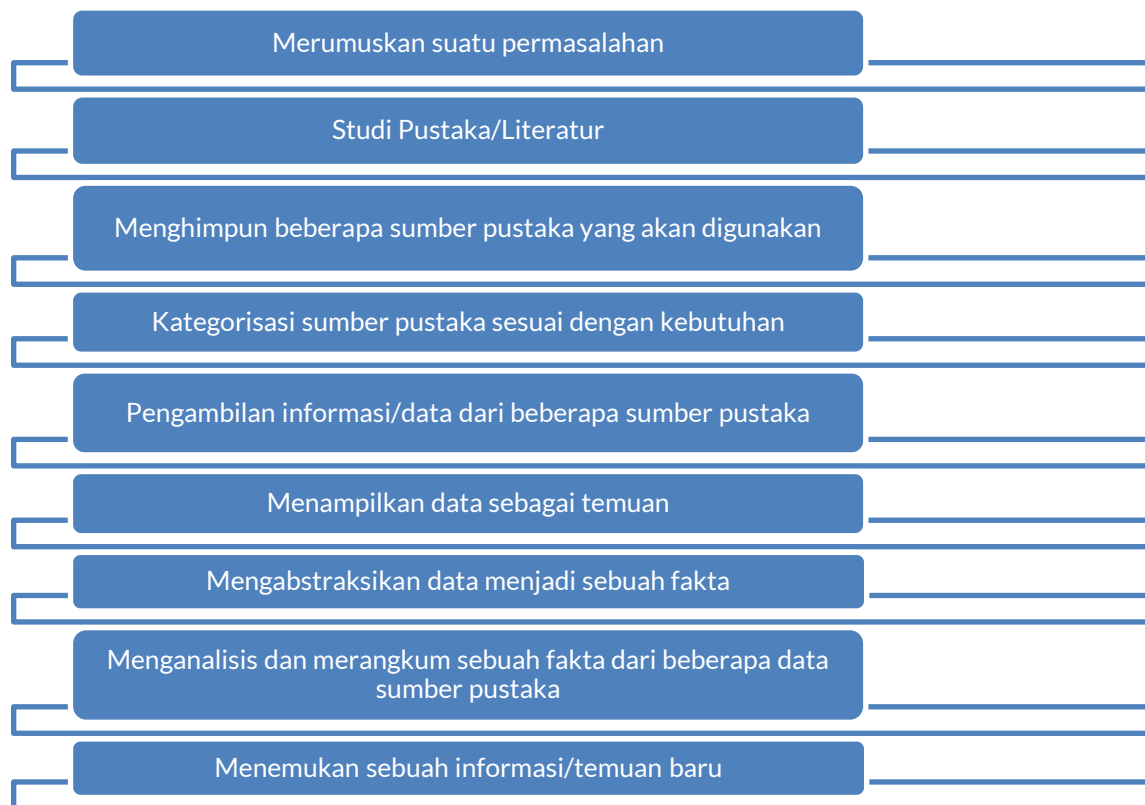 Merumuskan suatu permasalahan
Studi Pustaka/Literatur
Menghimpun beberapa sumber pustaka yang akan digunakan
Kategorisasi sumber pustaka sesuai dengan kebutuhan
Pengambilan informasi/data dari beberapa sumber pustaka
Menampilkan data sebagai temuan
Mengabstraksikan data menjadi sebuah fakta
Menganalisis dan merangkum sebuah fakta dari beberapa data
sumber pustaka
Menemukan sebuah informasi/temuan baru